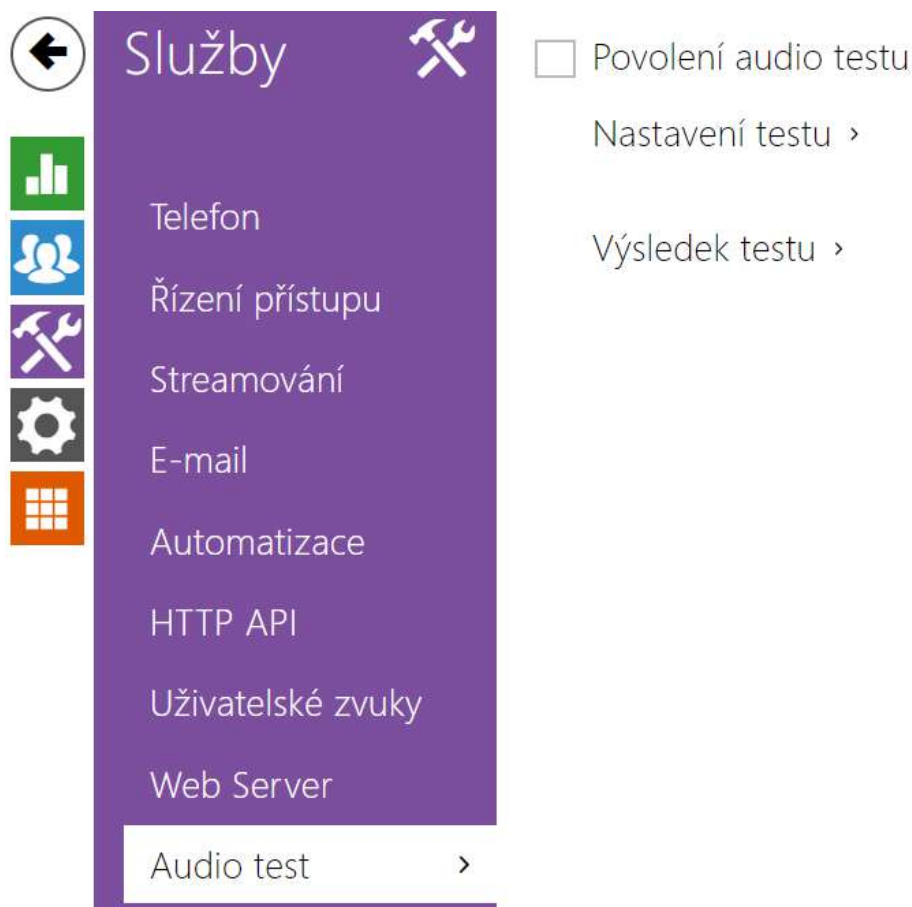 Služby
Telefon
Řízení přístupu
Streamování
E-mail
Automatizace
HTTP API
Uživatelské zvuky
Web Server
Audio test ›
Povolení audio testu
Nastavení testu ›
Výsledek testu ›